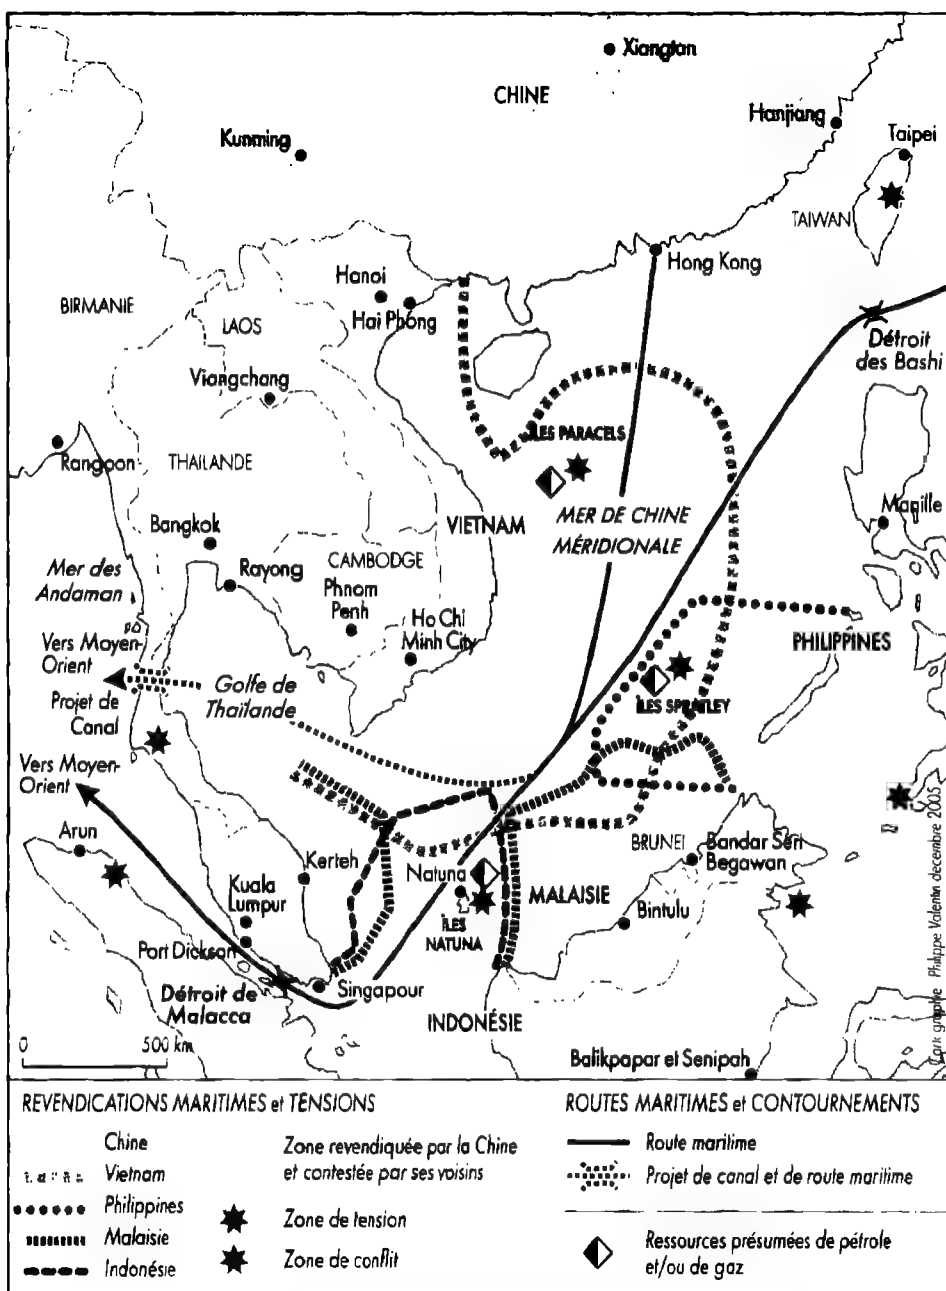 Xiangtan
CHINE
Hanjiang
Kunming
Taipei
TAIWAN
Hong Kong
Hanoi
Hai Phong
BIRMANIE
LAOS
Détroit
des Bashi
Viangchang
ÎLES PARACELS
Rangoon
THAILANDE
Manille
VIETNAM
MER DE CHINE
MÉRIDIONALE
Bangkok
CAMBODGE
Mer des
Andaman
Rayong
Phnom
Penh
Ho Chi
Minh City
PHILIPPINES
Vers Moyen-
Orient
Golfe de
Thaïlande
Projet de
Canal
ÎLES SPRATLEY
Vers Moyen-
Orient
Arun
BRUNEI
Bandar Séri
Begawan
Kerteh
Natuna
MALAISIE
Kuala
Lumpur
ÎLES
NATUNA
Bintulu
Port Dickson
Détroit de
Malacca
Singapour
INDONÉSIE
0 500 km
Balikpapar et Senipah
Philippe Valentin décembre 2005
REVENDICATIONS MARITIMES et TENSIONS
Chine
Vietnam
Philippines
Malaisie
Indonésie
Zone revendiquée par la Chine
et contestée par ses voisins
Zone de tension
Zone de conflit
ROUTES MARITIMES et CONTOURNEMENTS
Route maritime
Projet de canal et de route maritime
Ressources présumées de pétrole
et/ou de gaz